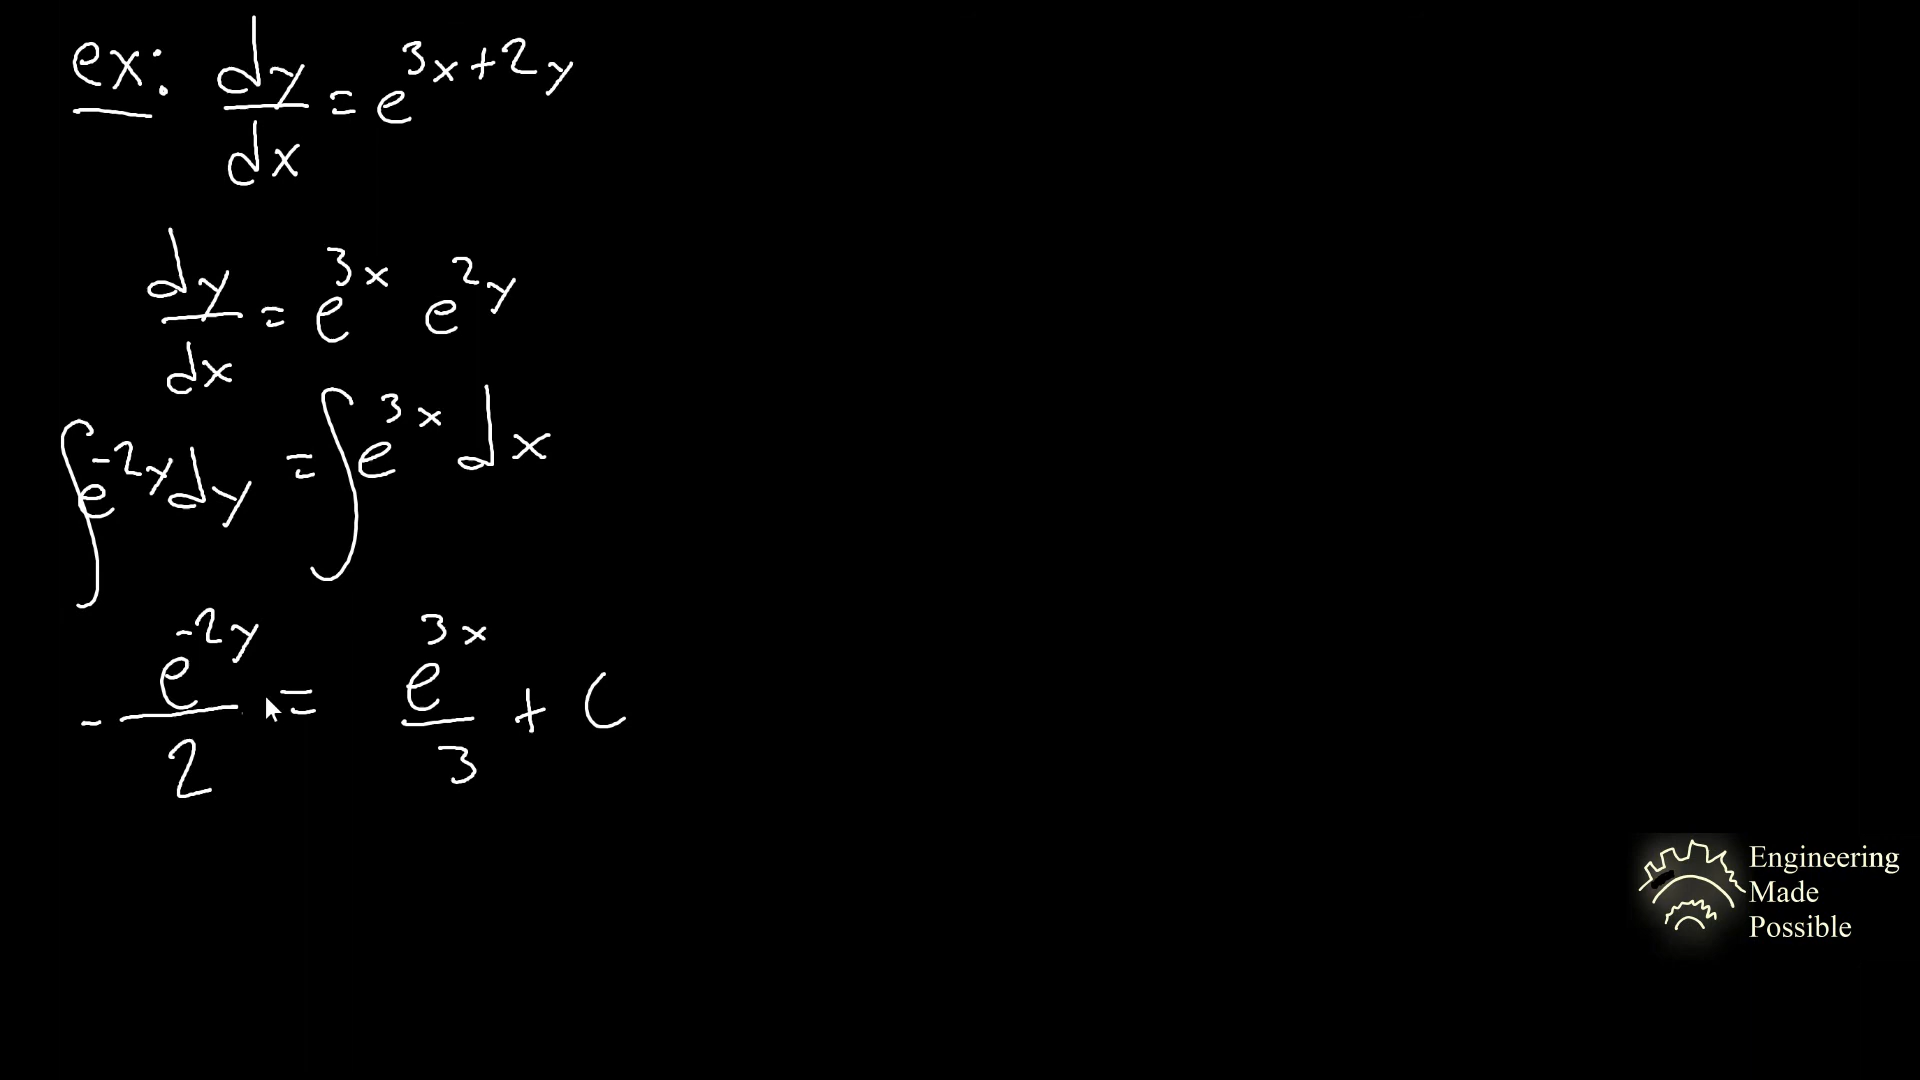 ex: dy/dx = e^{3x+2y}
dy/dx = e^{3x} e^{2y}
∫e^{-2y}dy = ∫e^{3x}dx
- e^{-2y}/2 = e^{3x}/3 + C
Engineering
Made
Possible